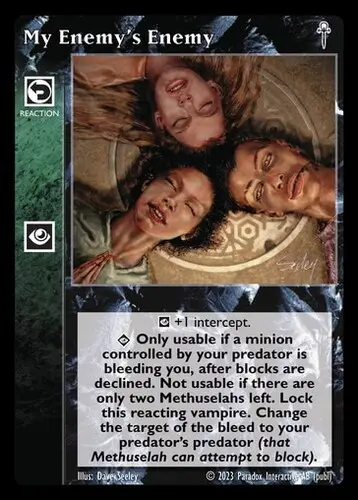 My Enemy's Enemy
REACTION
Seeley
+1 intercept.
Only usable if a minion
controlled by your predator is
bleeding you, after blocks are
declared. Not usable if there are
only two Methuselahs left. Lock
this reacting vampire. Change
the target of the bleed to your
predator's predator (that
Methuselah can attempt to block).
Illus: Dave Seeley © 2023 Paradox Interactive AB (publ)